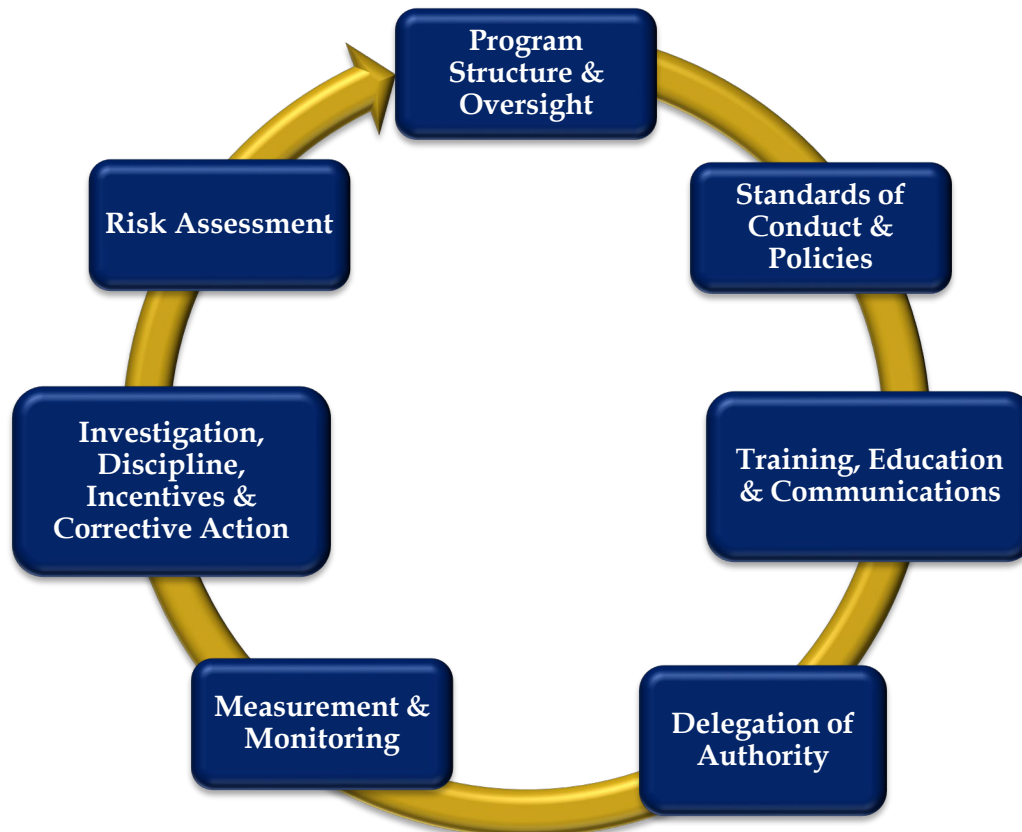 Program
Structure &
Oversight
Standards of
Conduct &
Policies
Training, Education
& Communications
Delegation of
Authority
Measurement &
Monitoring
Investigation,
Discipline,
Incentives &
Corrective Action
Risk Assessment